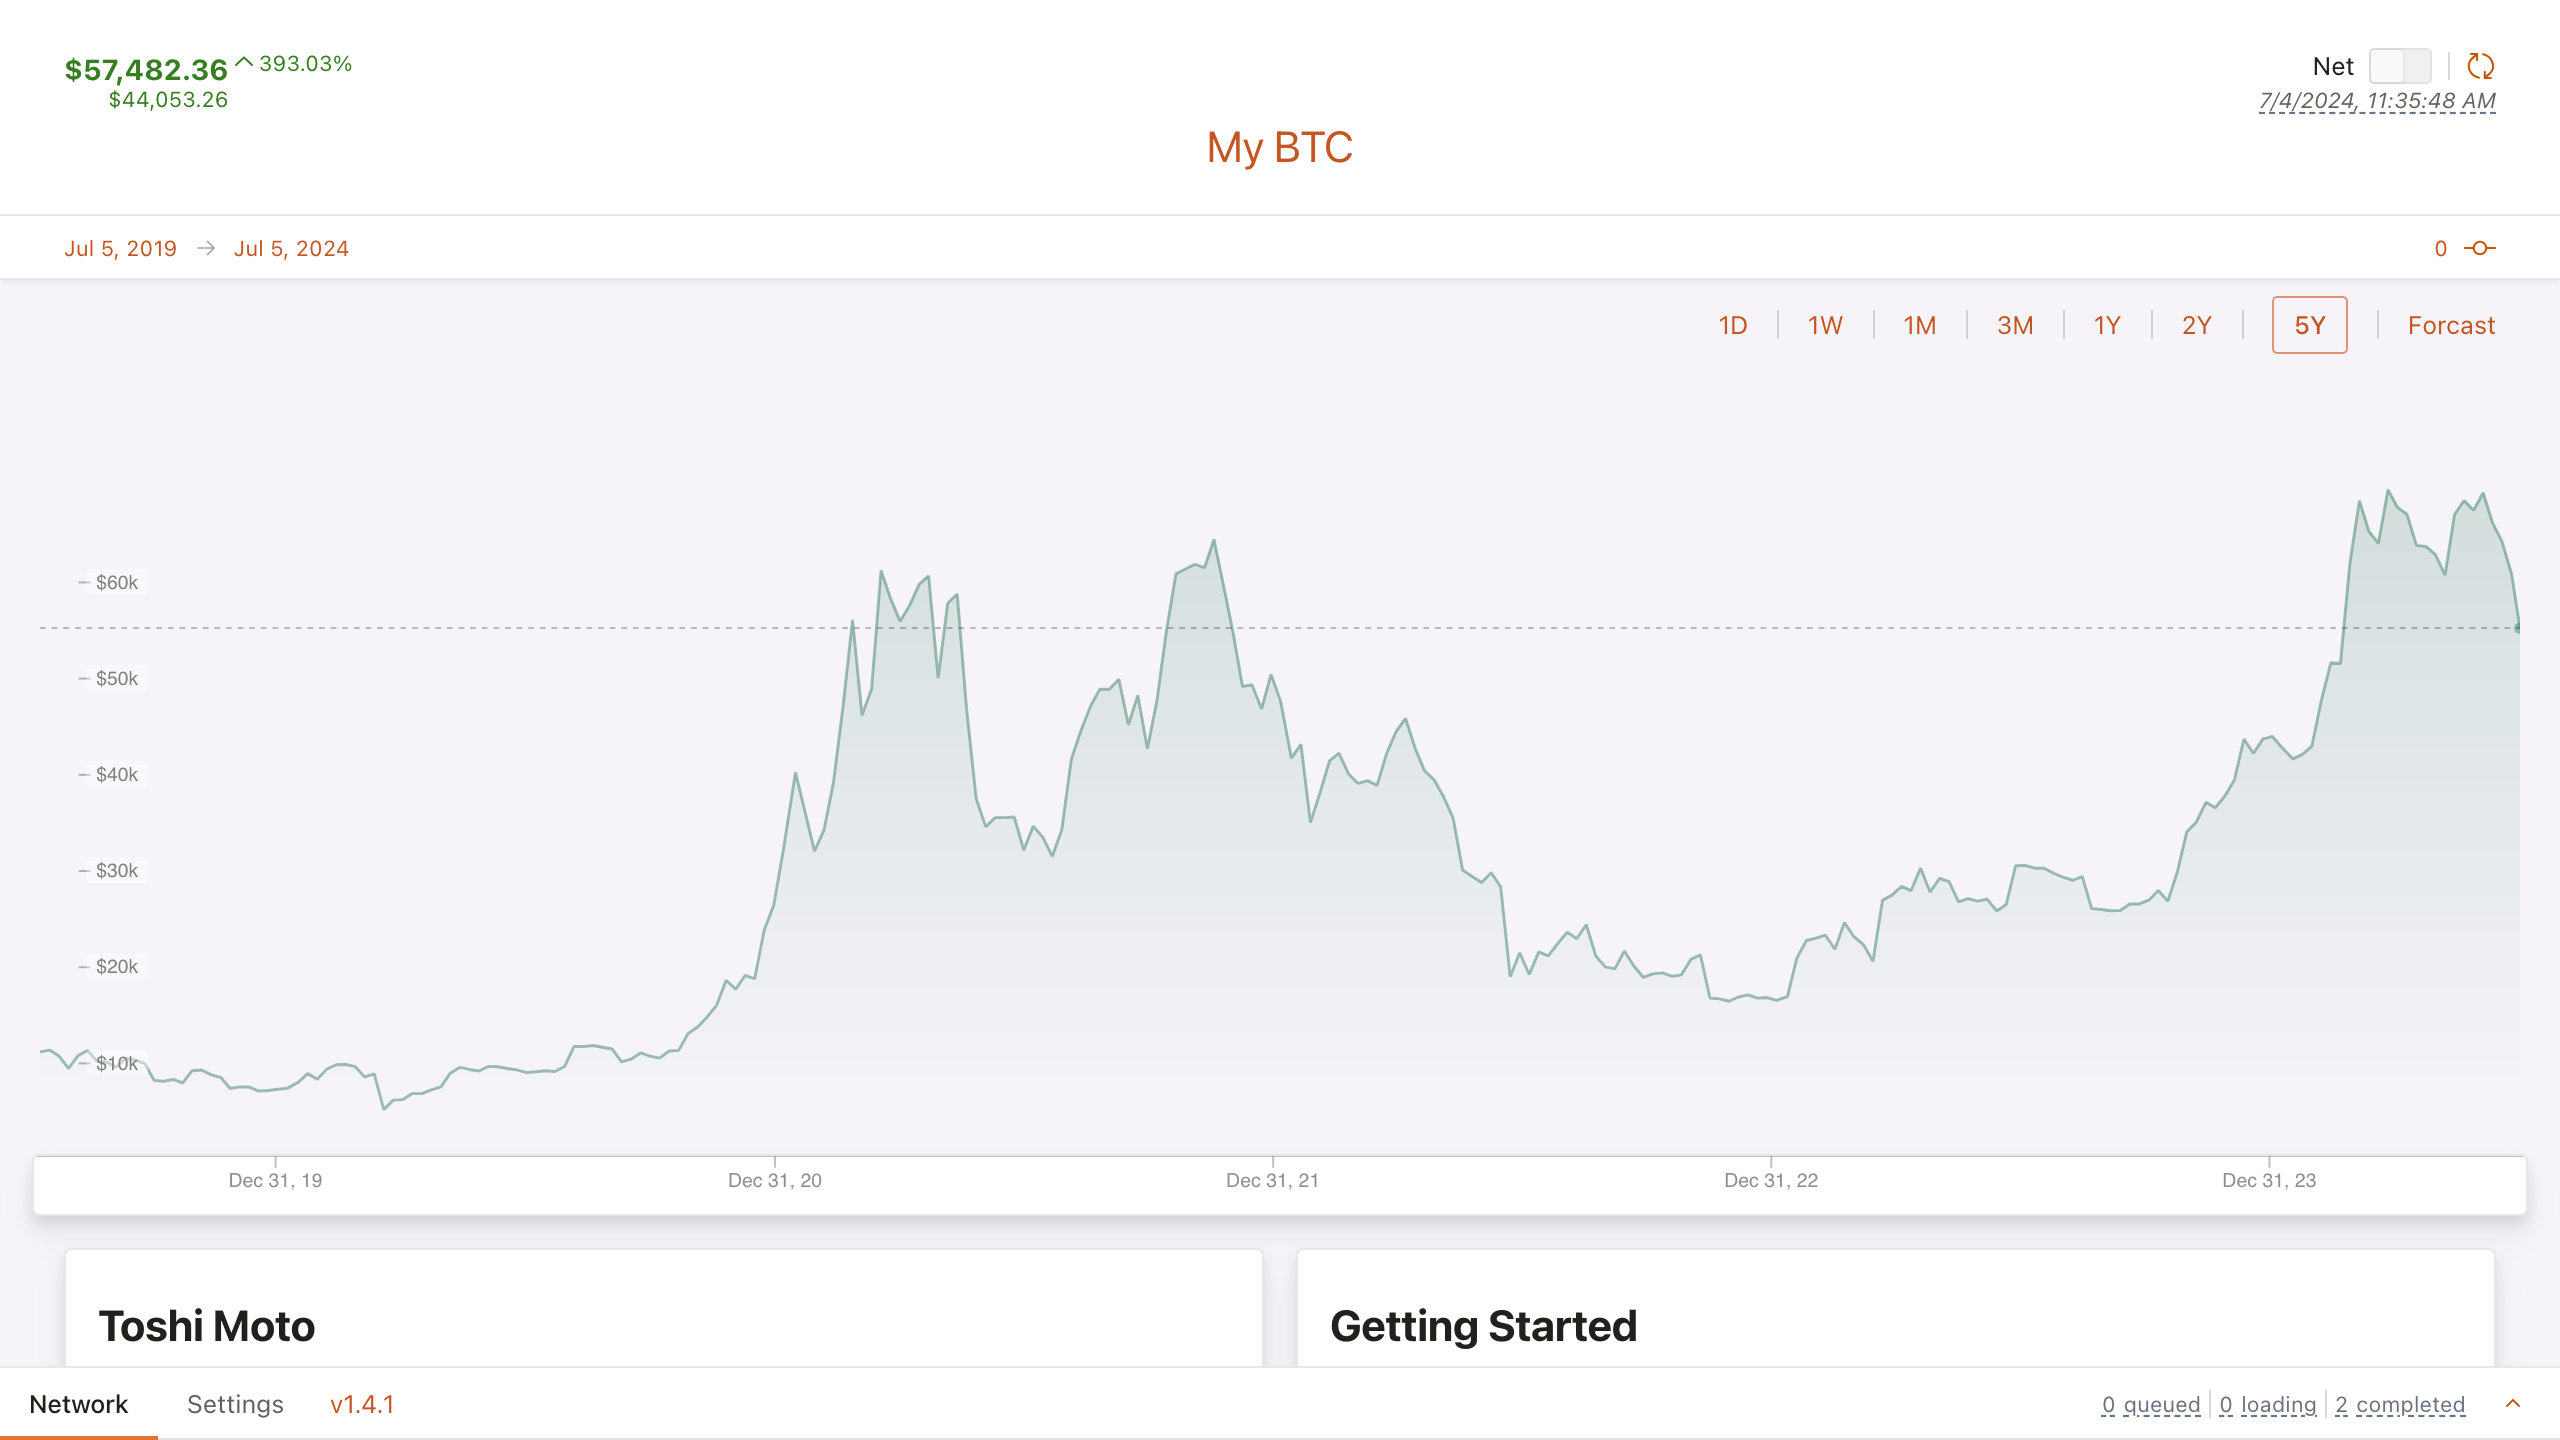 $57,482.36 393.03%
$44,053.26
Net
7/4/2024, 11:35:48 AM
My BTC
Jul 5, 2019 → Jul 5, 2024
0
1D 1W 1M 3M 1Y 2Y 5Y Forcast
$60k
$50k
$40k
$30k
$20k
$10k
Dec 31, 19 Dec 31, 20 Dec 31, 21 Dec 31, 22 Dec 31, 23
Toshi Moto
Getting Started
Network Settings v1.4.1
0 queued 0 loading 2 completed